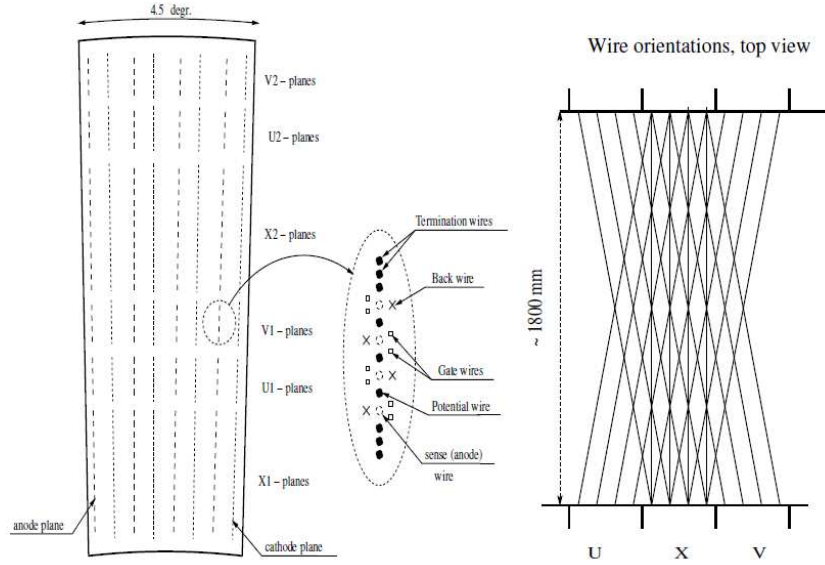 4.5 degr.
V2 – planes
U2 – planes
X2 – planes
V1 – planes
U1 – planes
X1 – planes
anode plane
cathode plane
Termination wires
Back wire
Gate wires
Potential wire
sense (anode)
wire
Wire orientations, top view
~ 1800 mm
U X V